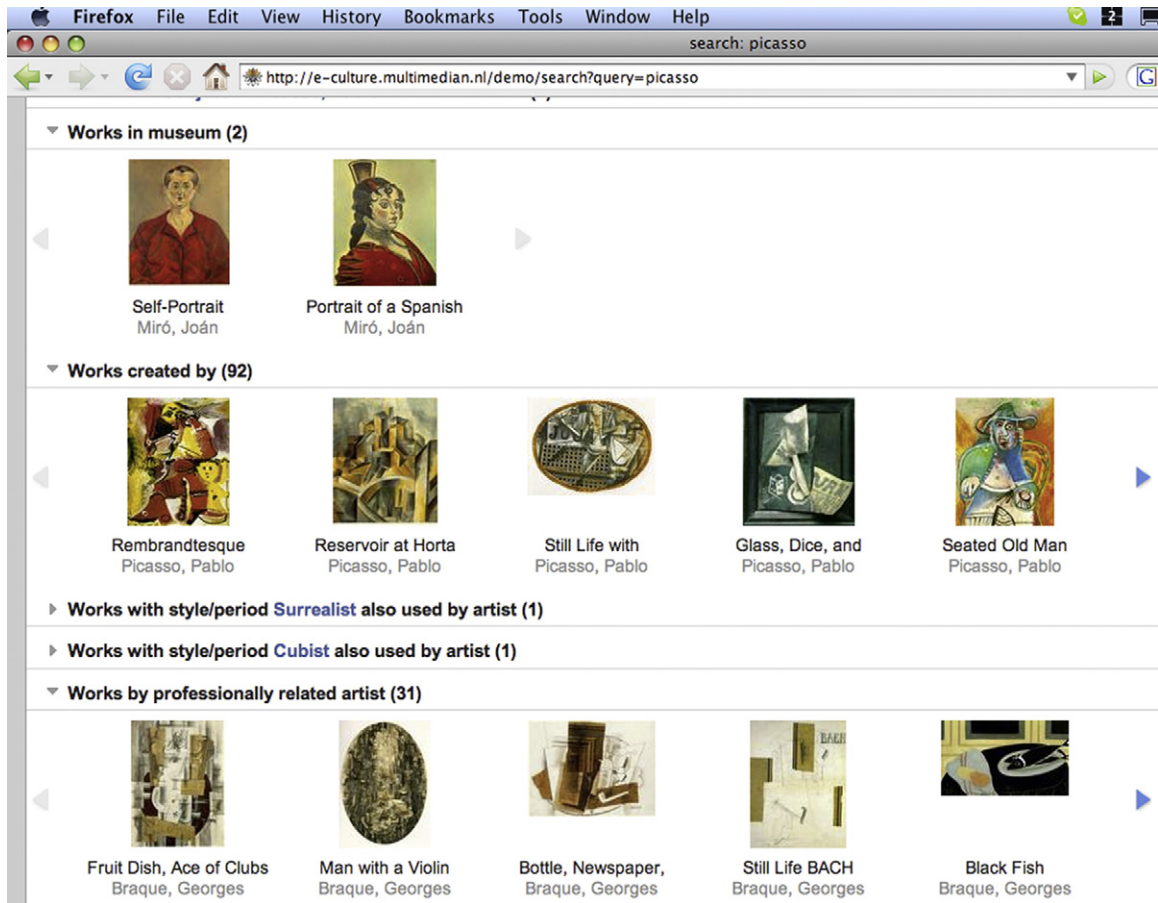 Firefox File Edit View History Bookmarks Tools Window Help
2
search: picasso
http://e-culture.multimedian.nl/demo/search?query=picasso
G
Works in museum (2)
Self-Portrait
Miró, Joán
Portrait of a Spanish
Miró, Joán
Works created by (92)
Rembrandtesque
Picasso, Pablo
Reservoir at Horta
Picasso, Pablo
Still Life with
Picasso, Pablo
Glass, Dice, and
Picasso, Pablo
Seated Old Man
Picasso, Pablo
Works with style/period Surrealist also used by artist (1)
Works with style/period Cubist also used by artist (1)
Works by professionally related artist (31)
BACH
Fruit Dish, Ace of Clubs
Braque, Georges
Man with a Violin
Braque, Georges
Bottle, Newspaper,
Braque, Georges
Still Life BACH
Braque, Georges
Black Fish
Braque, Georges